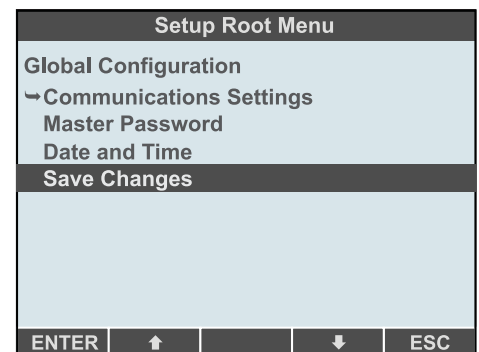 Setup Root Menu
Global Configuration
➥Communications Settings
Master Password
Date and Time
Save Changes
ENTER ⬆ ⬇ ESC